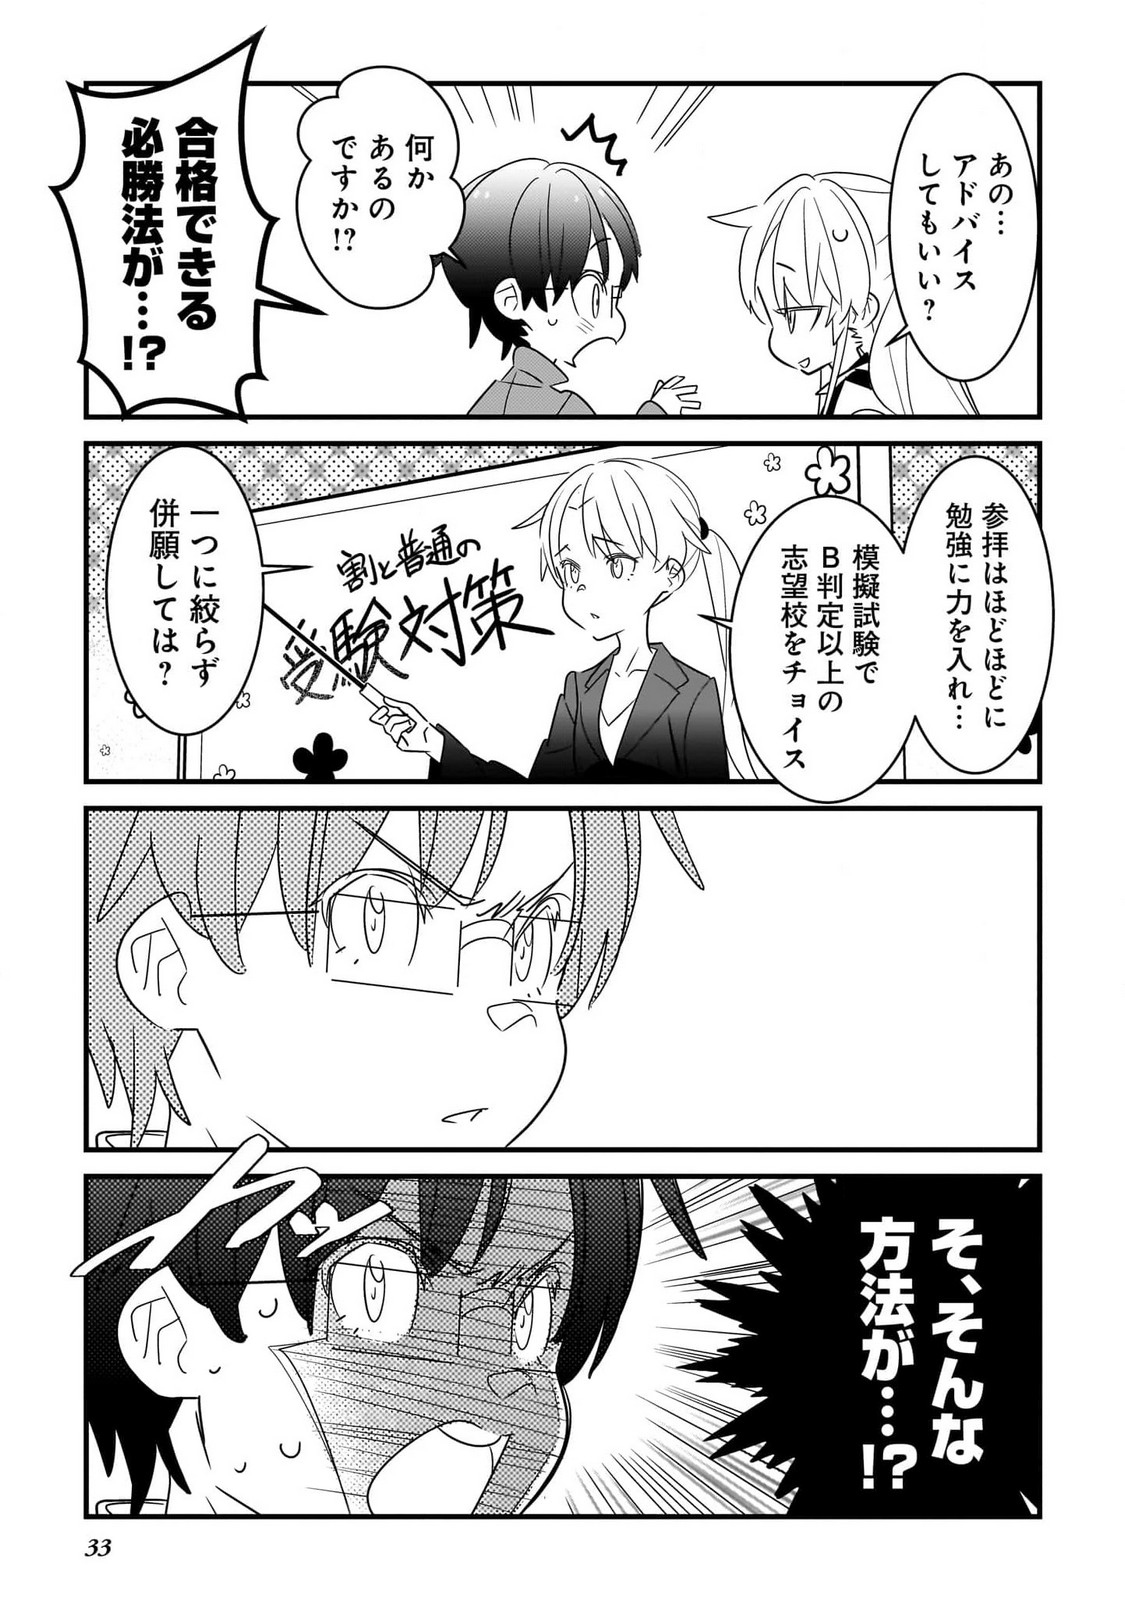 あの…
アドバイス
してもいい？
何か
あるの
ですか!?
合格できる
必勝法が…!?
参拝はほどほどに
勉強に力を入れ…
模擬試験で
B判定以上の
志望校をチョイス
割と普通の
受験対策
一つに絞らず
併願しては？
そ、そんな
方法が…!?
33